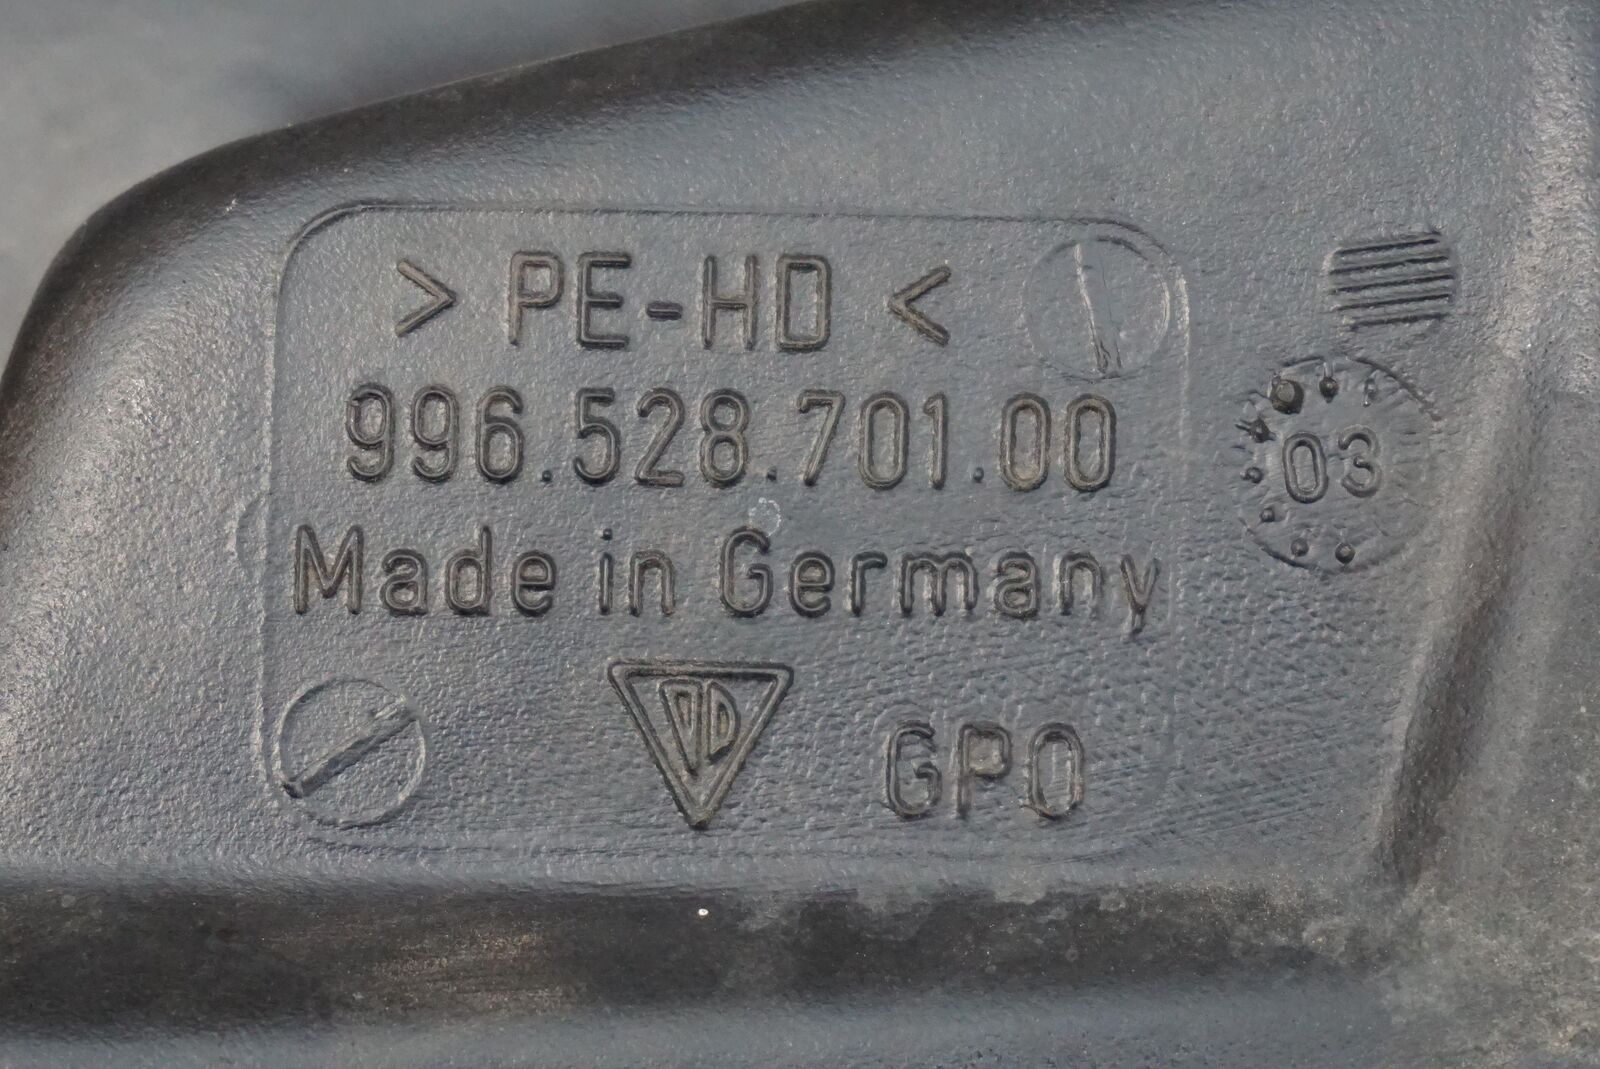 > PE-HD <
996.528.701.00
03
Made in Germany
GPO